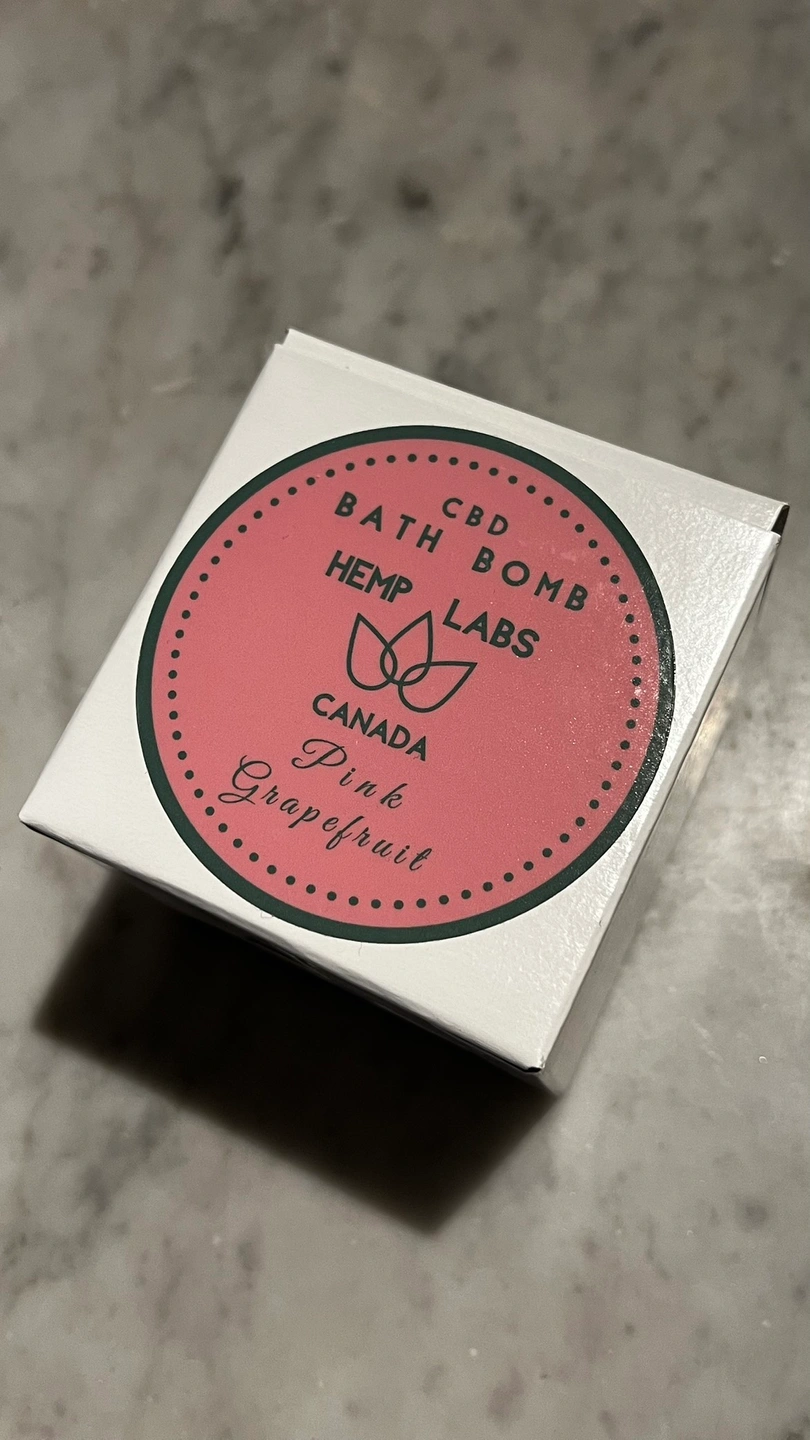 CBD
BATH BOMB
HEMP LABS
CANADA
Pink
Grapefruit